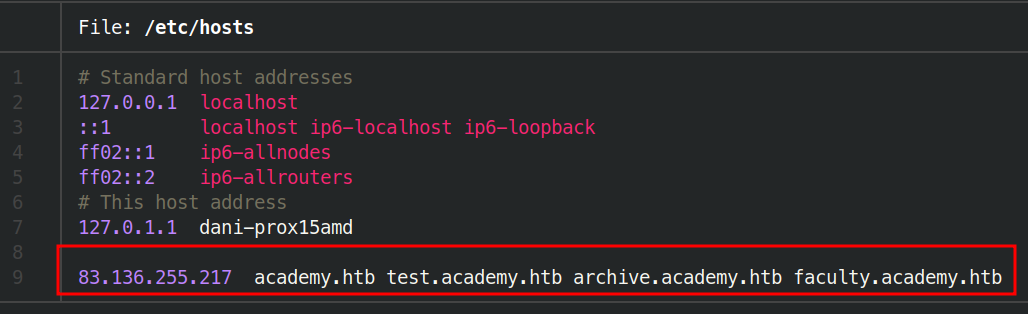 File: /etc/hosts
1 # Standard host addresses
2 127.0.0.1 localhost
3 ::1 localhost ip6-localhost ip6-loopback
4 ff02::1 ip6-allnodes
5 ff02::2 ip6-allrouters
6 # This host address
7 127.0.1.1 dani-prox15amd
8
9 83.136.255.217 academy.htb test.academy.htb archive.academy.htb faculty.academy.htb